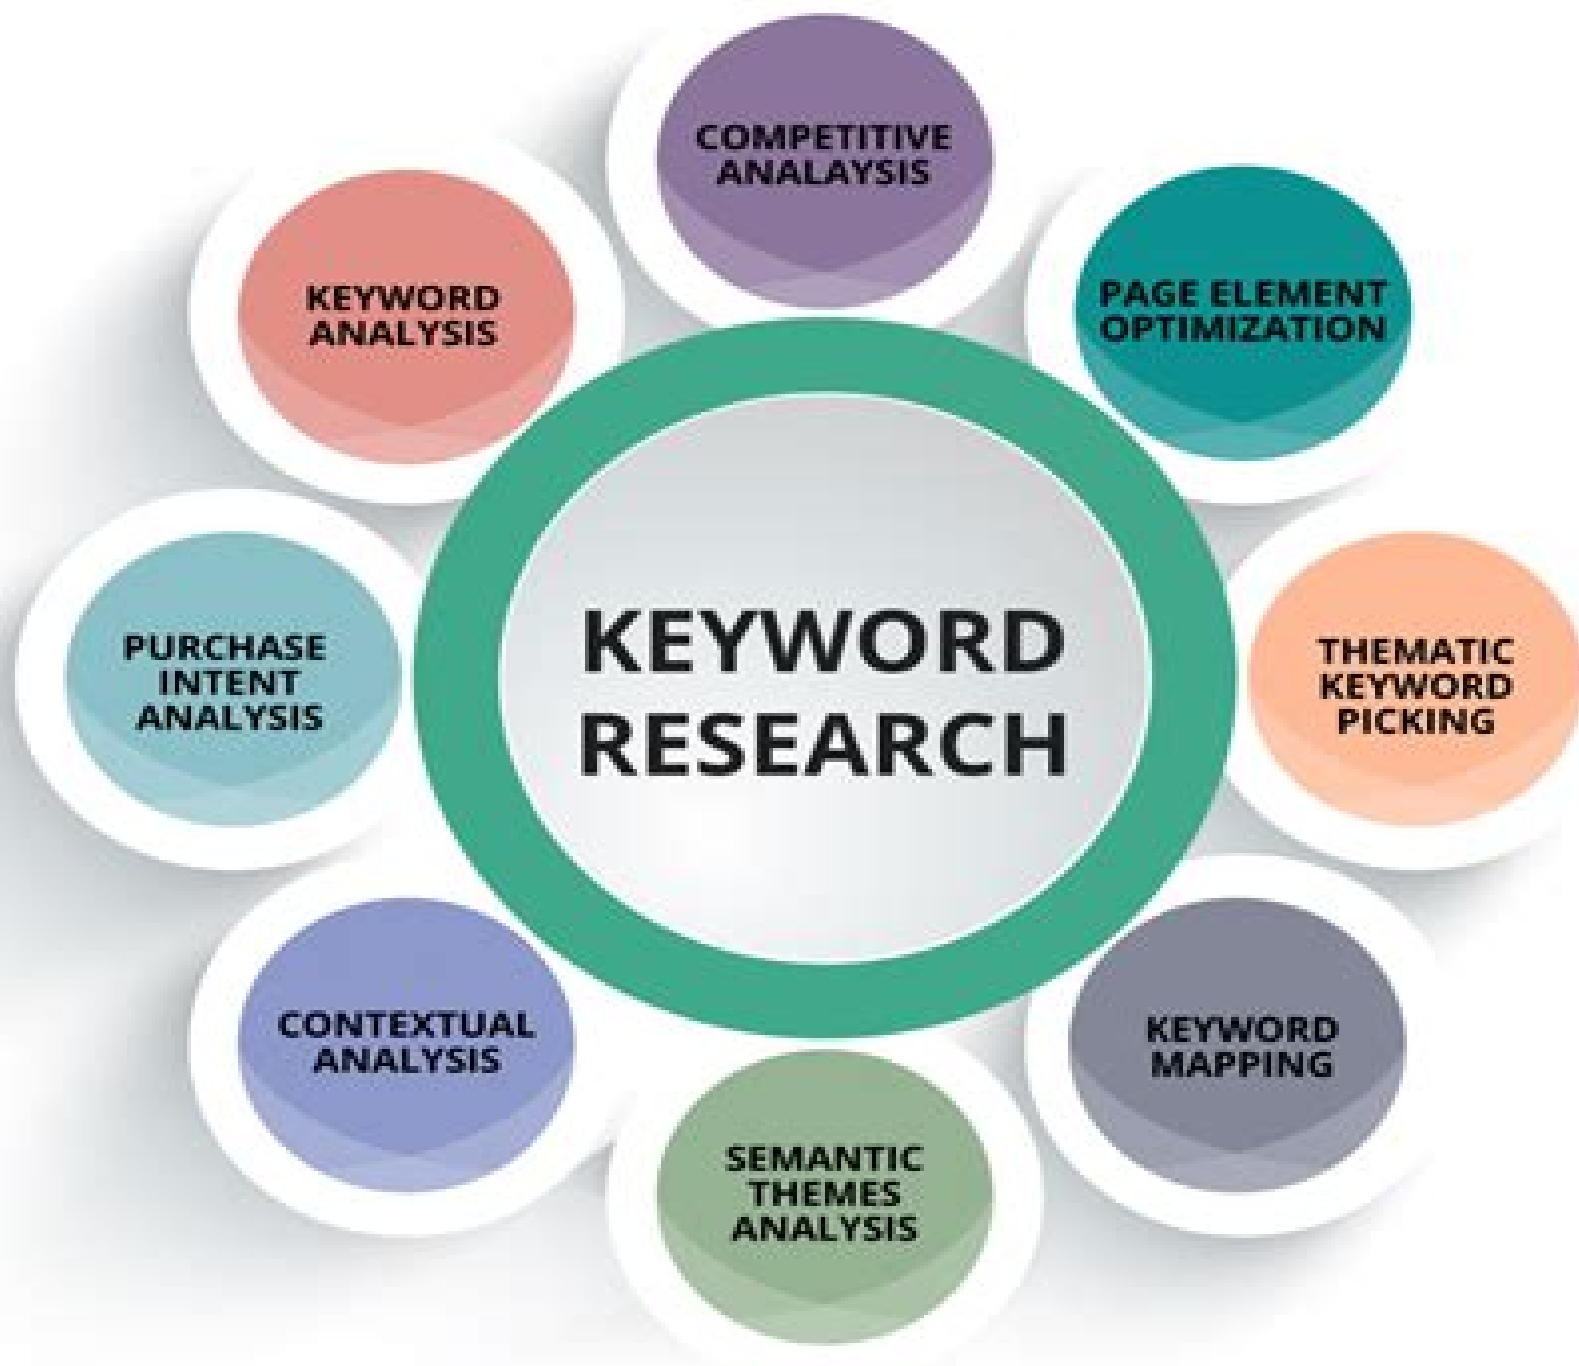 COMPETITIVE
ANALAYSIS
KEYWORD
ANALYSIS
PAGE ELEMENT
OPTIMIZATION
KEYWORD
RESEARCH
PURCHASE
INTENT
ANALYSIS
THEMATIC
KEYWORD
PICKING
CONTEXTUAL
ANALYSIS
KEYWORD
MAPPING
SEMANTIC
THEMES
ANALYSIS